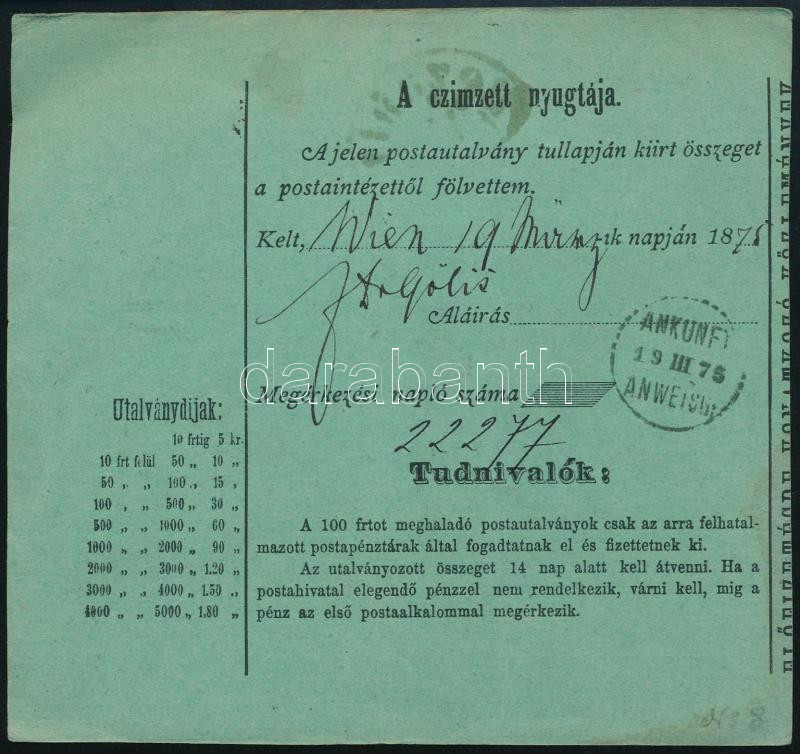 A czimzett nyugtája.
A jelen postautalvány tullapján kiirt összeget
a postaintézettől fölvettem.
Kelt, Wien 19 März ik napján 1875
Aláirás
ANKUNFT
19 III 75
ANWEISG.
darabanth
Megérkezési napló száma
22277
Utalványdijak:
10 frtig 5 kr.
10 frt felül 50 „ 10 „
50 „ „ 100 „ 15 „
100 „ „ 500 „ 30 „
500 „ „ 1000 „ 60 „
1000 „ „ 2000 „ 90 „
2000 „ „ 3000 „ 1.20 „
3000 „ „ 4000 „ 1.50 „
4000 „ „ 5000 „ 1.80 „
Tudnivalók:
A 100 frtot meghaladó postautalványok csak az arra felhatal-
mazott postapénztárak által fogadtatnak el és fizettetnek ki.
Az utalványozott összeget 14 nap alatt kell átvenni. Ha a
postahivatal elegendő pénzzel nem rendelkezik, várni kell, mig a
pénz az első postaalkalommal megérkezik.